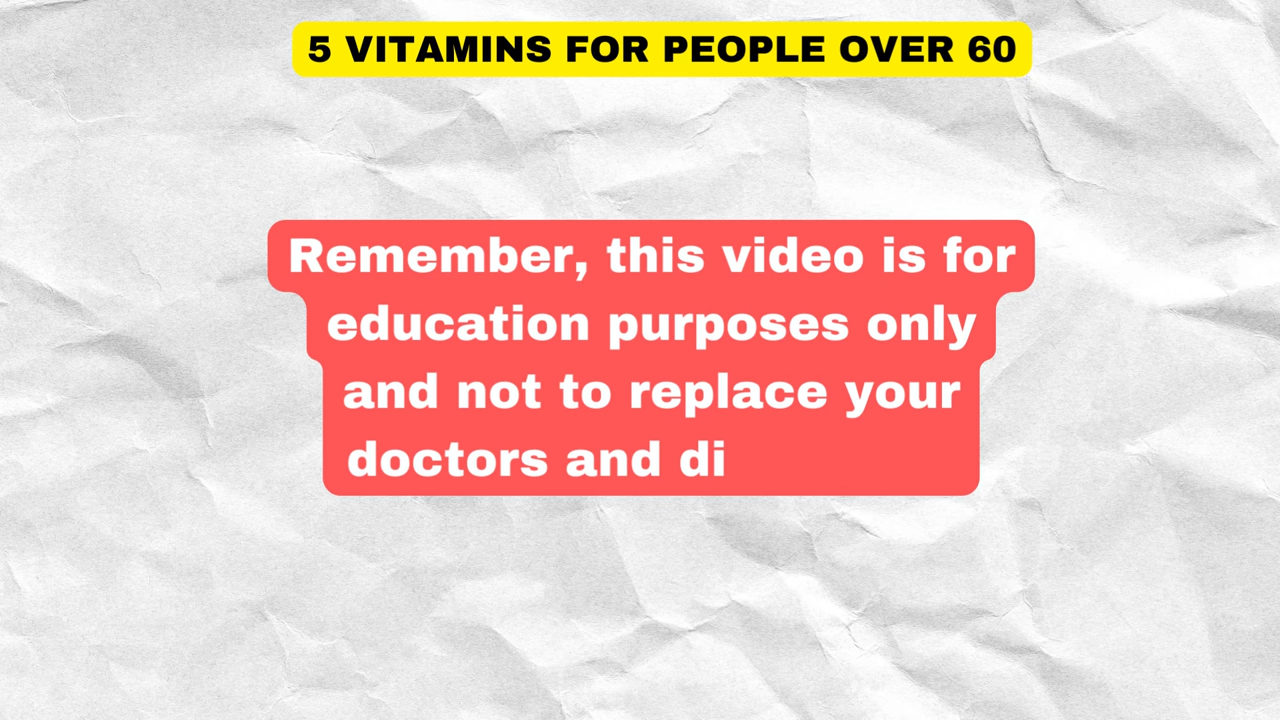 5 VITAMINS FOR PEOPLE OVER 60
Remember, this video is for
education purposes only
and not to replace your
doctors and di